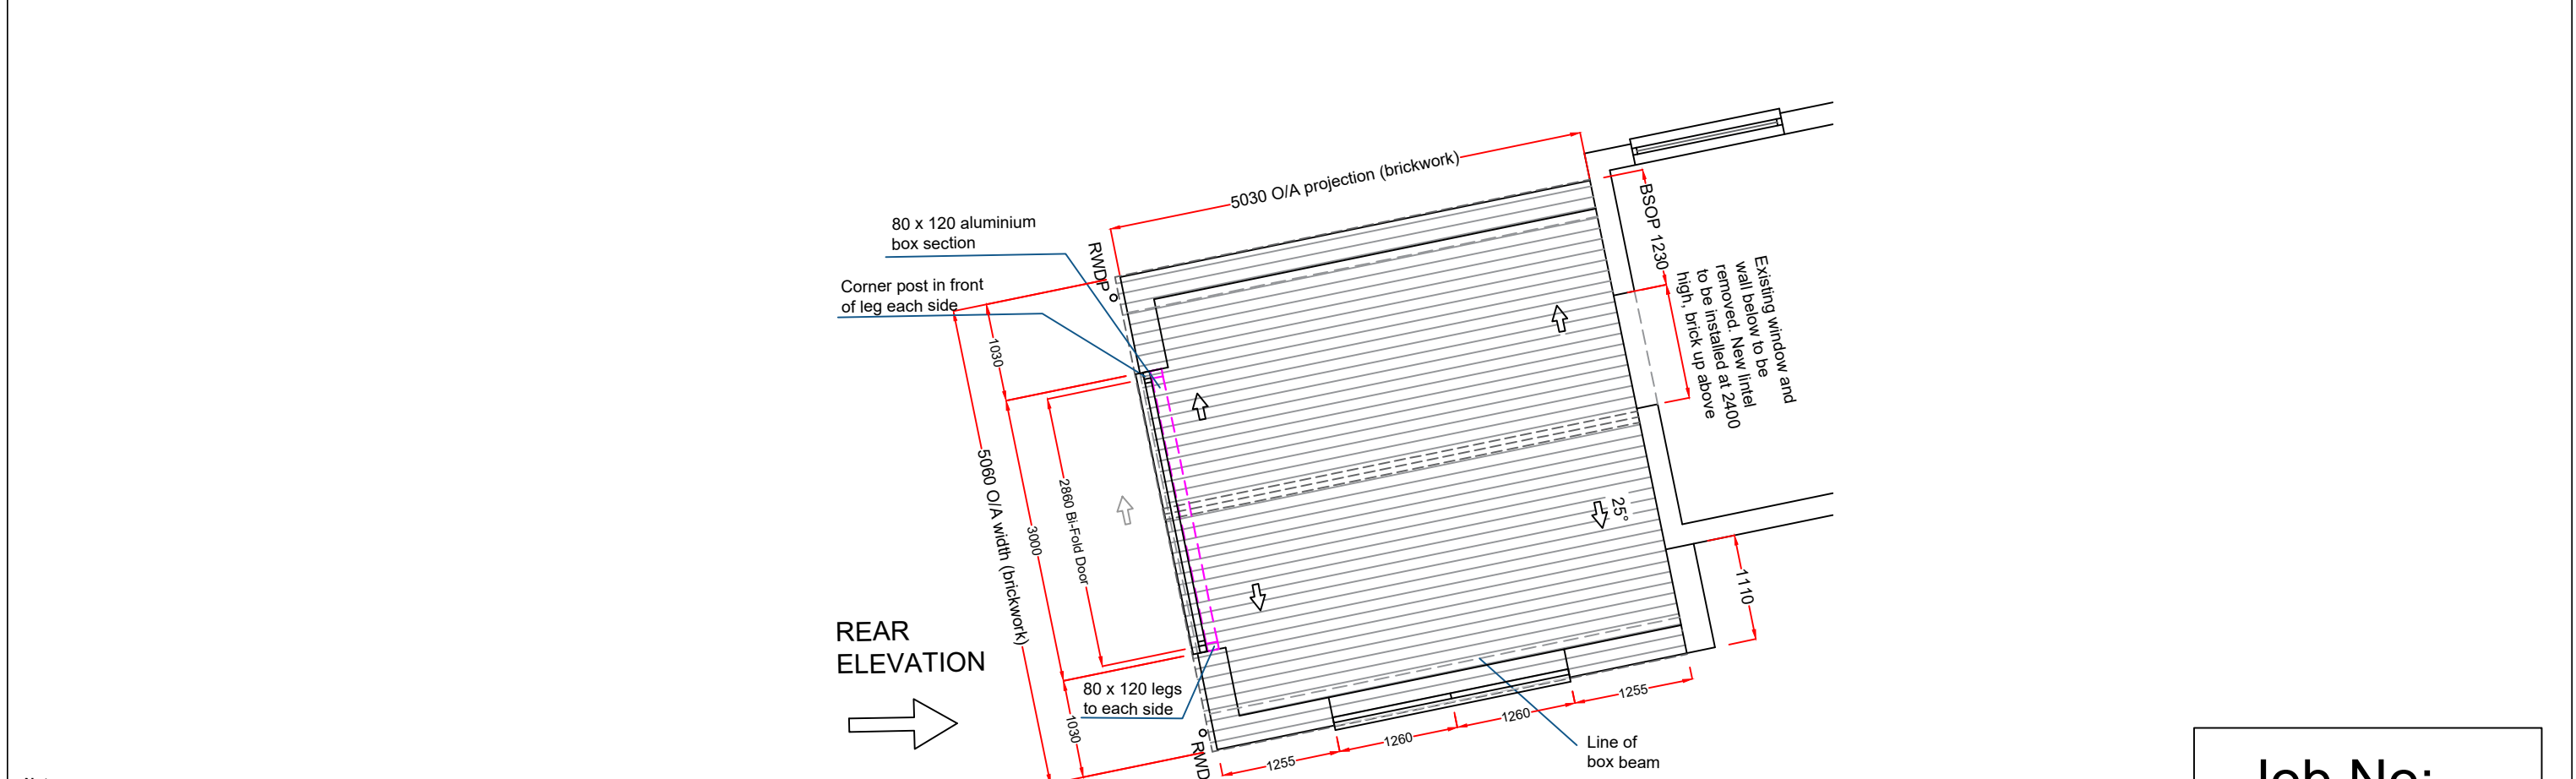 5030 O/A projection (brickwork)
80 x 120 aluminium
box section
RWDP
BSOP 1230
Existing window and
wall below to be
removed. New lintel
to be installed at 2400
high, brick up above
Corner post in front
of leg each side
1030
5060 O/A width (brickwork)
3000
2860 Bi-Fold Door
25°
1110
REAR
ELEVATION
80 x 120 legs
to each side
1030
RWD
1255
1260
1260
1255
Line of
box beam
Job No: